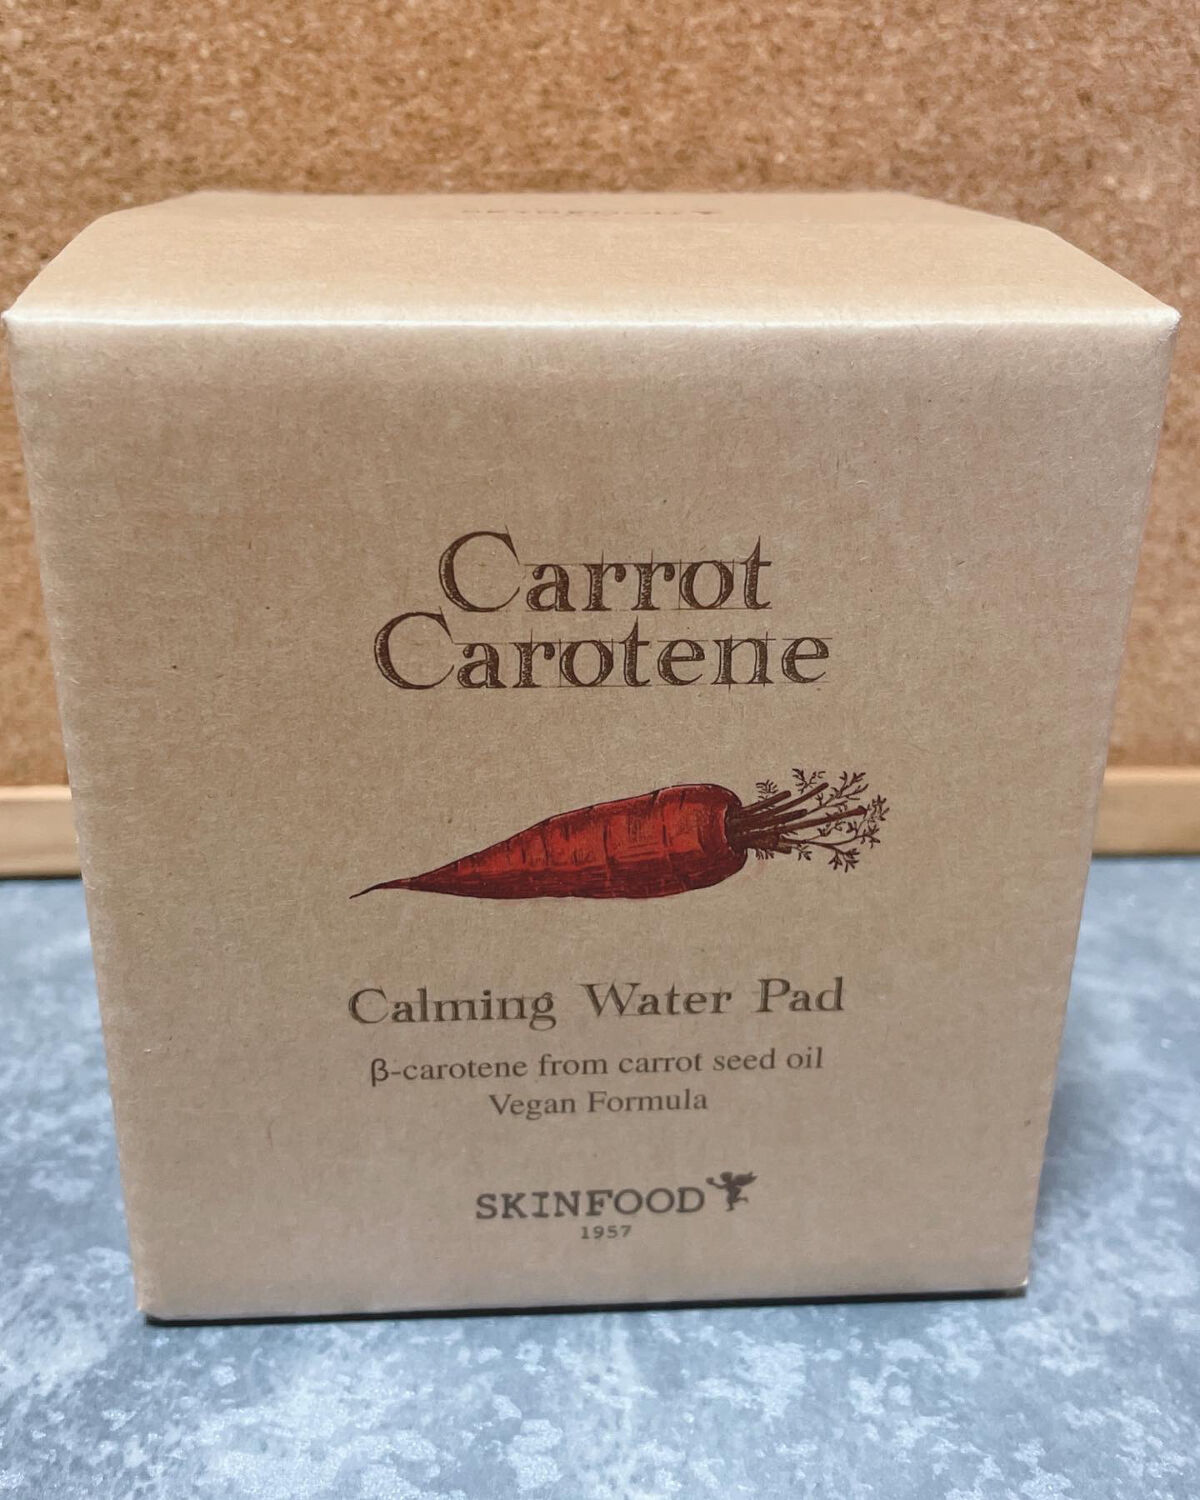 Carrot
Carotene
Calming Water Pad
β-carotene from carrot seed oil
Vegan Formula
SKINFOOD
1957